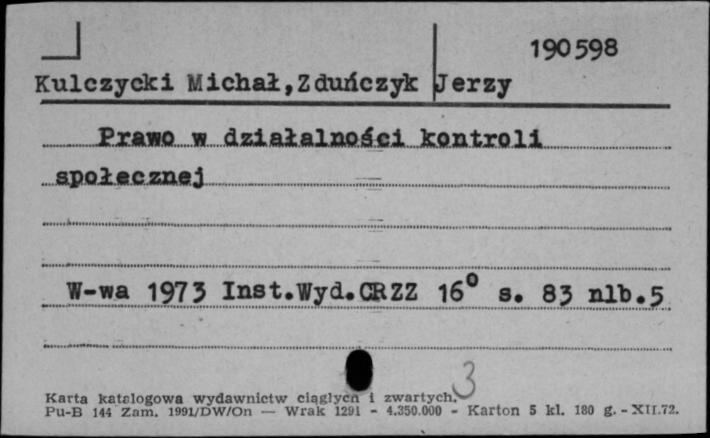 190598
Kulczycki Michał,Zduńczyk Jerzy
Prawo w działalności kontroli
społecznej
W-wa 1973 Inst.Wyd.CRZZ 16° s. 83 nlb.5
3
Karta katalogowa wydawnictw ciągłych i zwartych.
Pu-B 144 Zam. 1991/DW/On — Wrak 1291 - 4.350.000 - Karton 5 kl. 180 g. - XII.72.